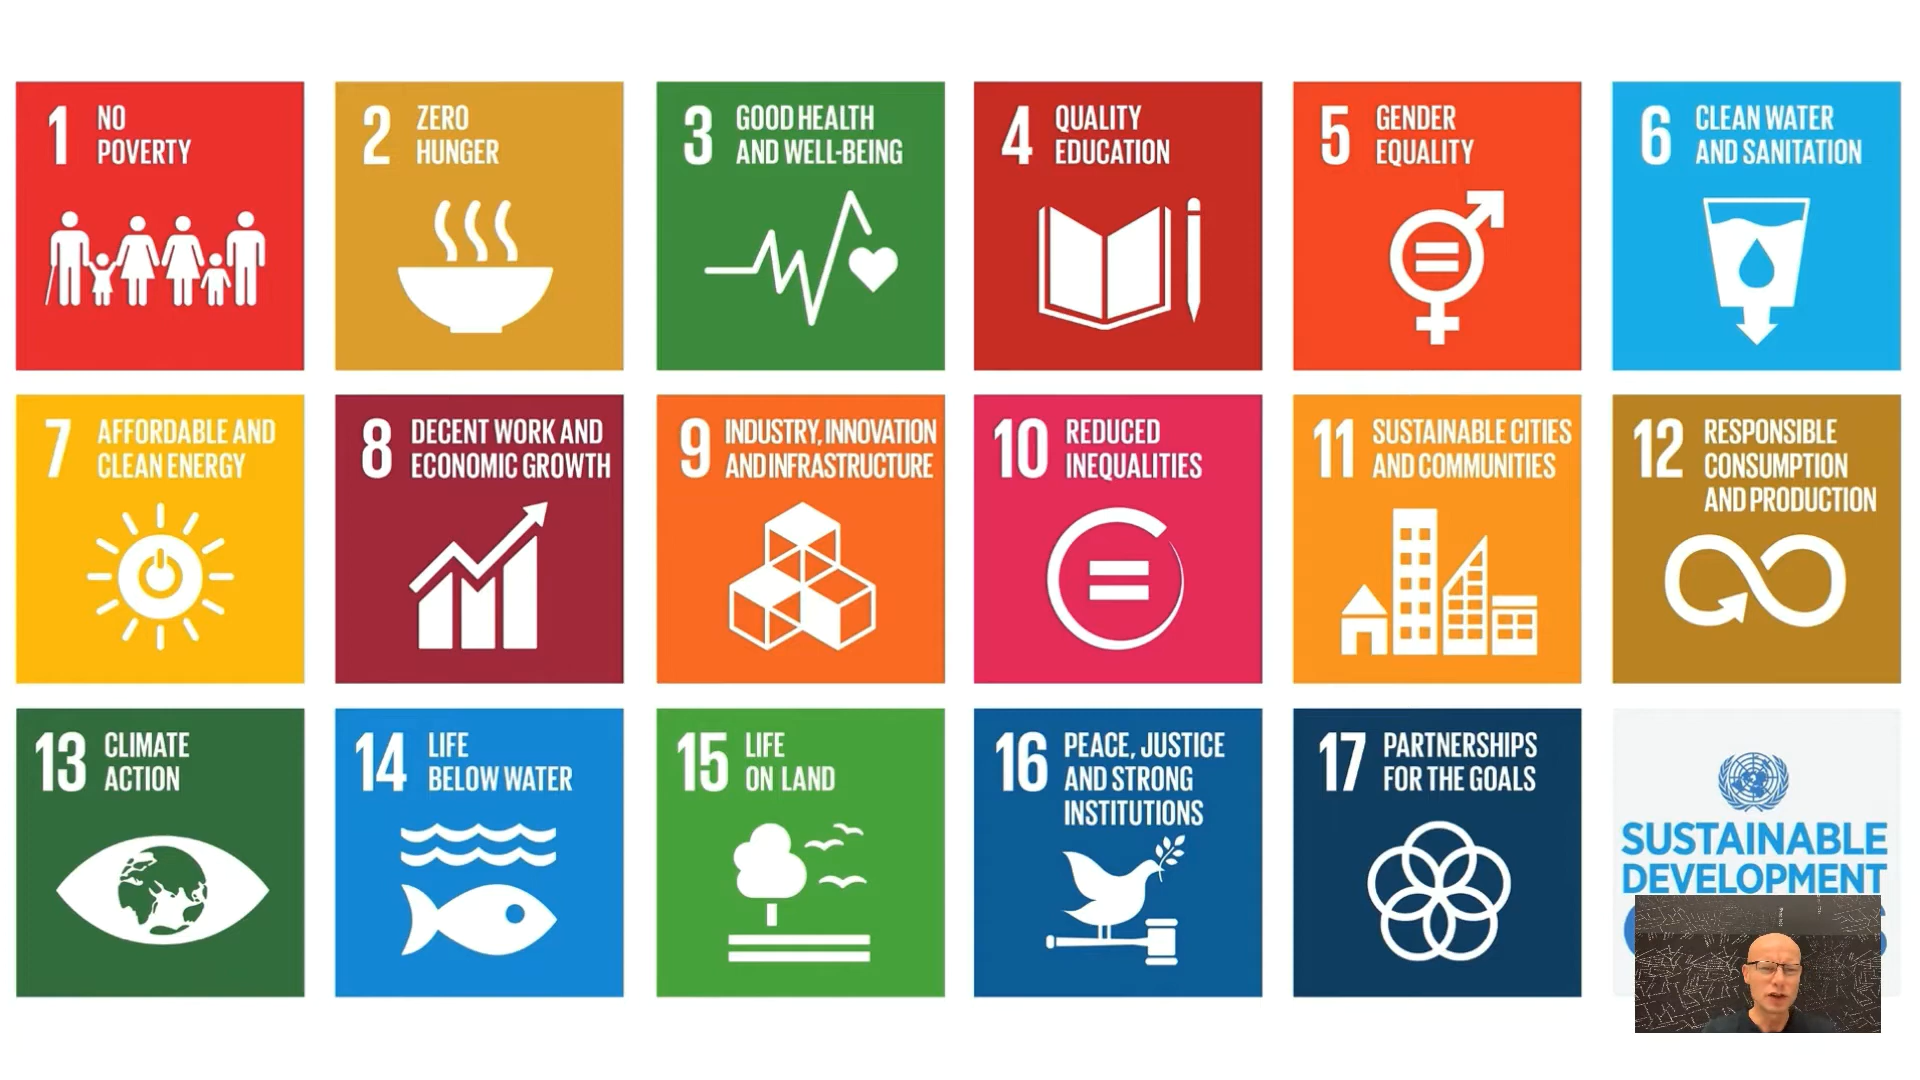 1 NO
POVERTY
2 ZERO
HUNGER
3 GOOD HEALTH
AND WELL-BEING
4 QUALITY
EDUCATION
5 GENDER
EQUALITY
6 CLEAN WATER
AND SANITATION
7 AFFORDABLE AND
CLEAN ENERGY
8 DECENT WORK AND
ECONOMIC GROWTH
9 INDUSTRY, INNOVATION
AND INFRASTRUCTURE
10 REDUCED
INEQUALITIES
11 SUSTAINABLE CITIES
AND COMMUNITIES
12 RESPONSIBLE
CONSUMPTION
AND PRODUCTION
13 CLIMATE
ACTION
14 LIFE
BELOW WATER
15 LIFE
ON LAND
16 PEACE, JUSTICE
AND STRONG
INSTITUTIONS
17 PARTNERSHIPS
FOR THE GOALS
SUSTAINABLE
DEVELOPMENT